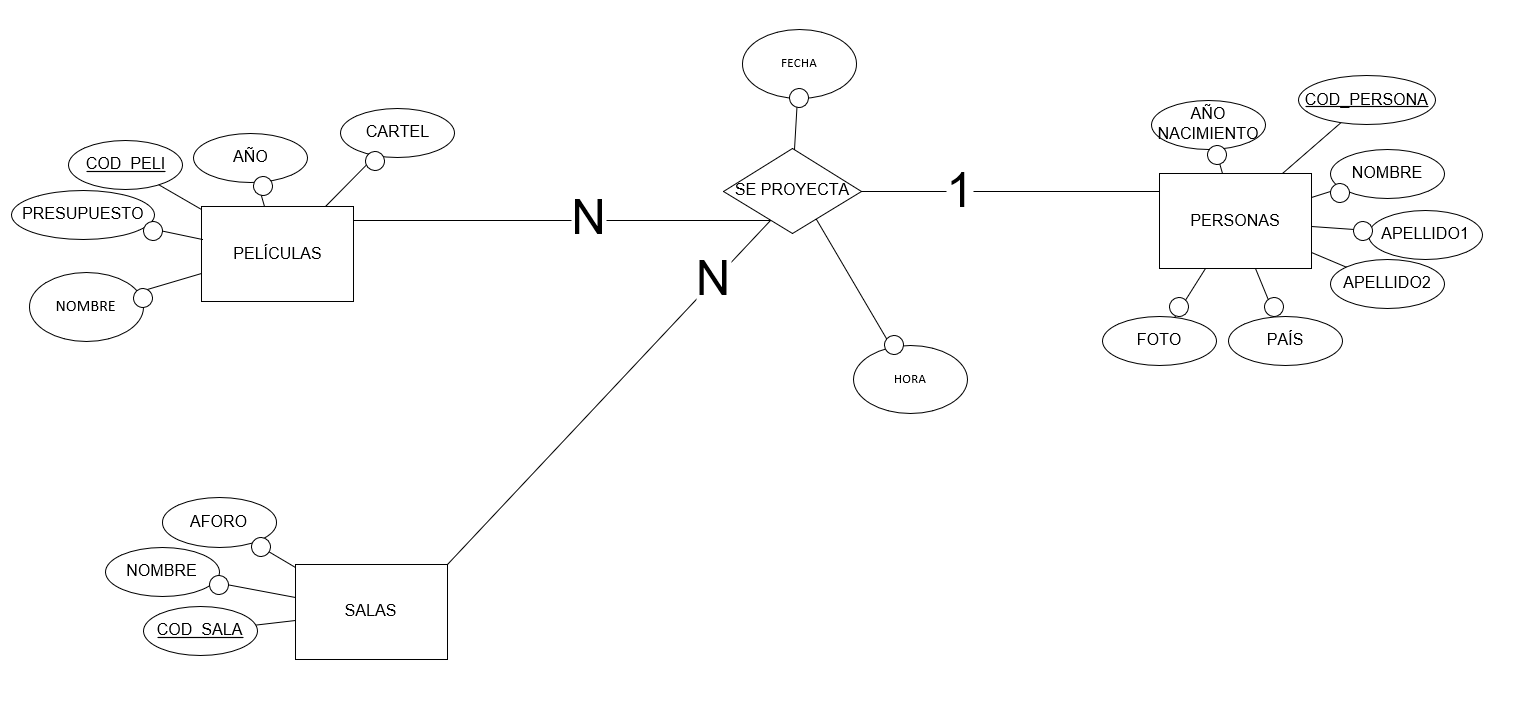 FECHA
COD_PERSONA
AÑO
NACIMIENTO
CARTEL
AÑO
COD_PELI
NOMBRE
SE PROYECTA
1
PRESUPUESTO
N
PERSONAS
APELLIDO1
PELÍCULAS
N
APELLIDO2
NOMBRE
FOTO
PAÍS
HORA
AFORO
NOMBRE
SALAS
COD_SALA